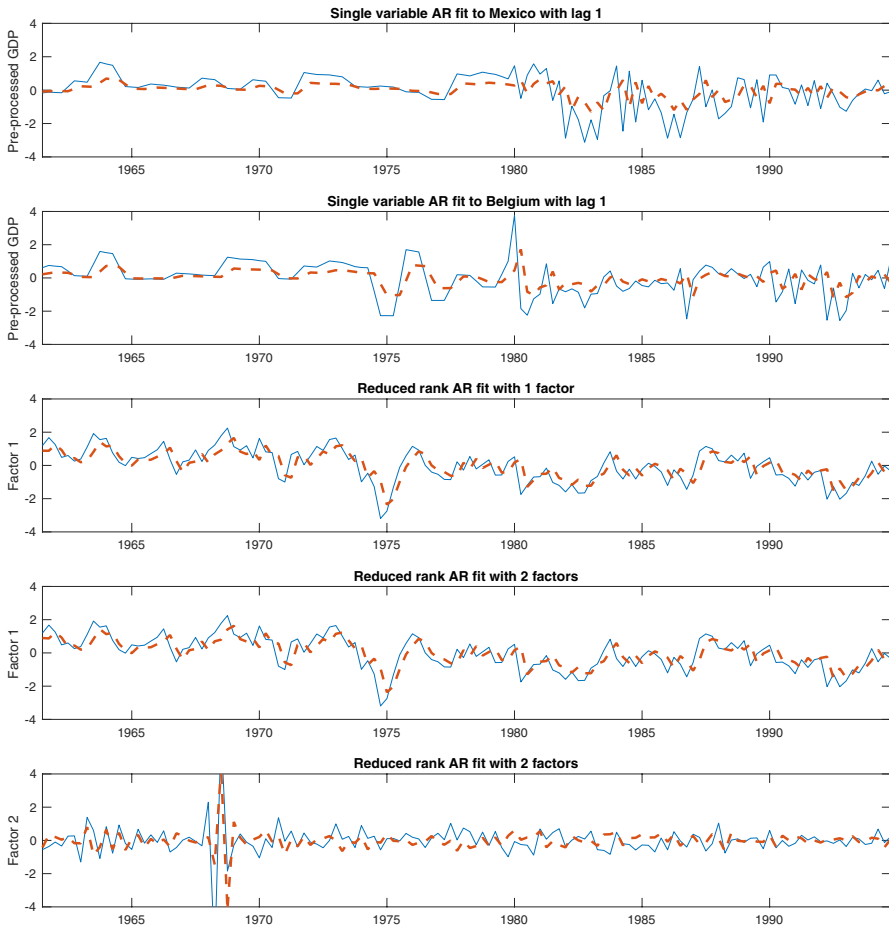 Single variable AR fit to Mexico with lag 1
Pre-processed GDP
4
2
0
-2
-4
1965 1970 1975 1980 1985 1990
Single variable AR fit to Belgium with lag 1
Pre-processed GDP
4
2
0
-2
-4
1965 1970 1975 1980 1985 1990
Reduced rank AR fit with 1 factor
Factor 1
4
2
0
-2
-4
1965 1970 1975 1980 1985 1990
Reduced rank AR fit with 2 factors
Factor 1
4
2
0
-2
-4
1965 1970 1975 1980 1985 1990
Reduced rank AR fit with 2 factors
Factor 2
4
2
0
-2
-4
1965 1970 1975 1980 1985 1990